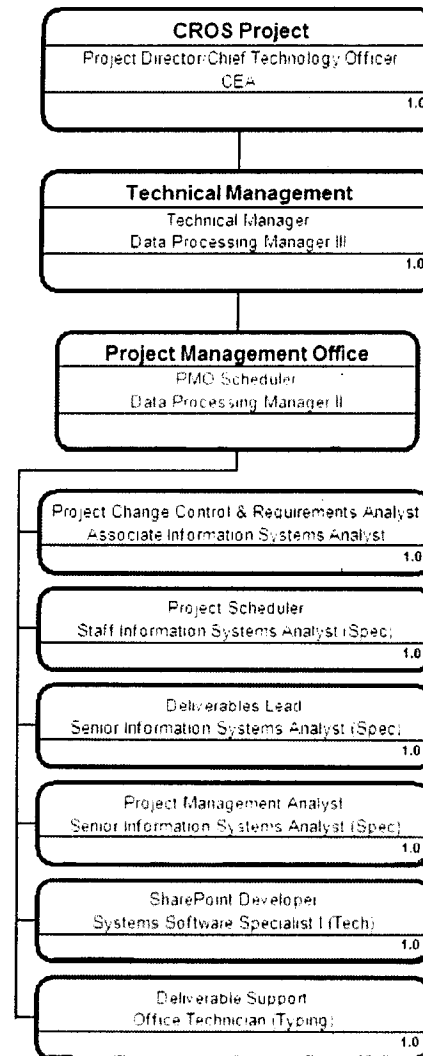 CROS Project
Project Director/Chief Technology Officer
CEA
1.0
Technical Management
Technical Manager
Data Processing Manager III
1.0
Project Management Office
PMO Scheduler
Data Processing Manager II
Project Change Control & Requirements Analyst
Associate Information Systems Analyst
1.0
Project Scheduler
Staff Information Systems Analyst (Spec)
1.0
Deliverables Lead
Senior Information Systems Analyst (Spec)
1.0
Project Management Analyst
Senior Information Systems Analyst (Spec)
1.0
SharePoint Developer
Systems Software Specialist I (Tech)
1.0
Deliverable Support
Office Technician (Typing)
1.0